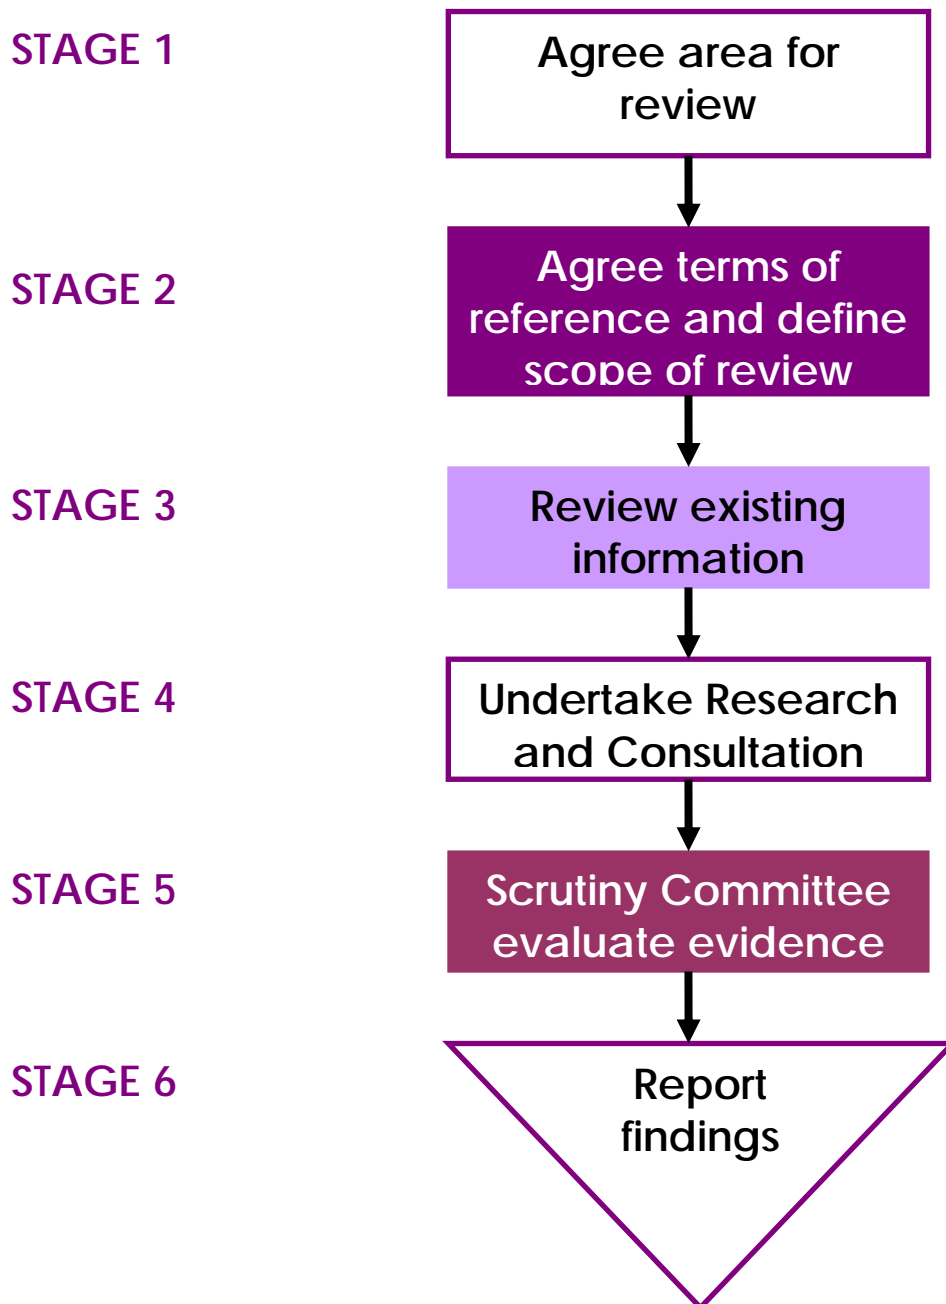 STAGE 1
Agree area for
review
STAGE 2
Agree terms of
reference and define
scope of review
STAGE 3
Review existing
information
STAGE 4
Undertake Research
and Consultation
STAGE 5
Scrutiny Committee
evaluate evidence
STAGE 6
Report
findings